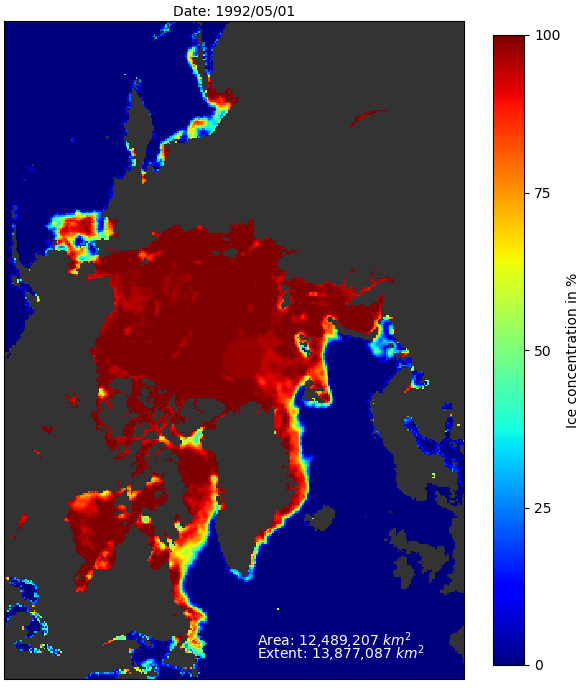 Date: 1992/05/01
100
75
50
25
0
Ice concentration in %
Area: 12,489,207 km²
Extent: 13,877,087 km²